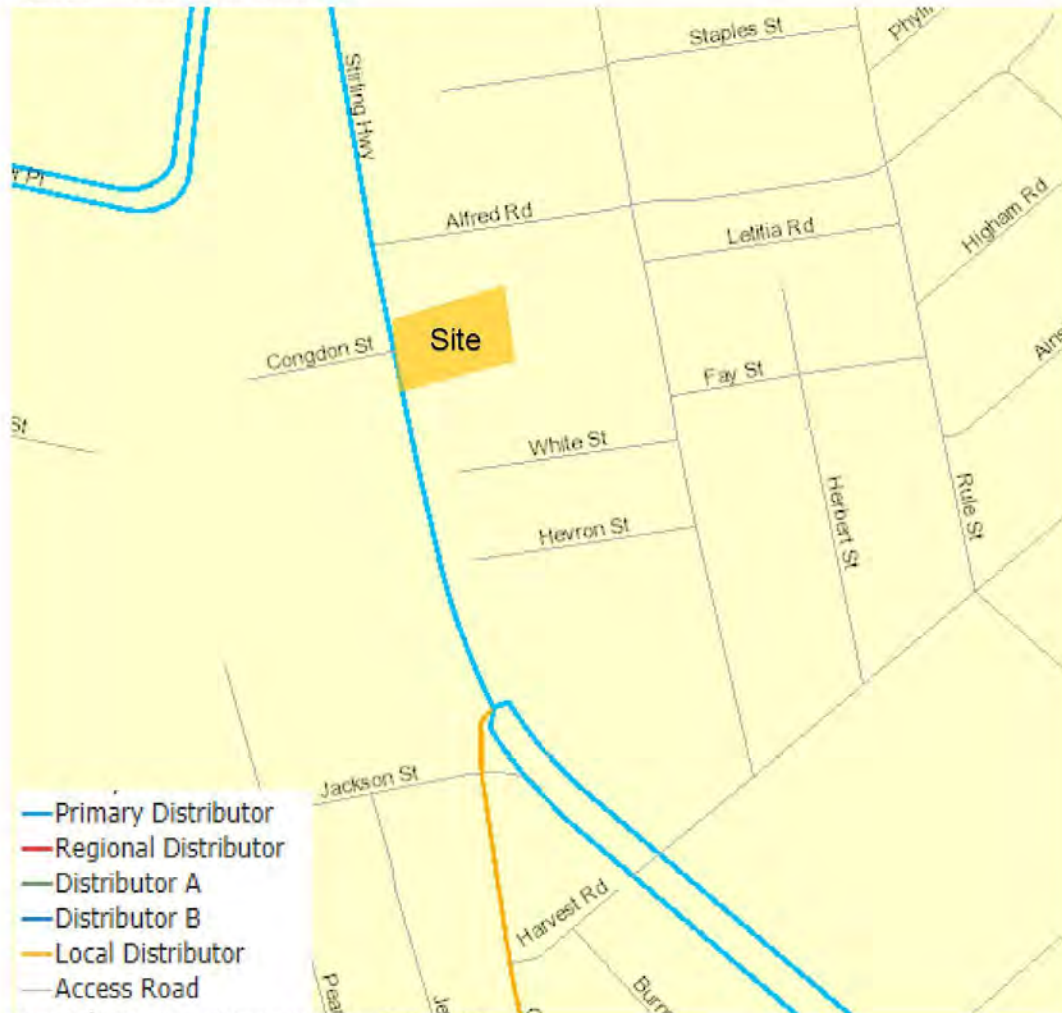 Staples St
Stirling Hwy
Alfred Rd
Letitia Rd
Higham Rd
Congdon St
Site
Fay St
White St
Hevron St
Herbert St
Rule St
St
Jackson St
Harvest Rd
Primary Distributor
Regional Distributor
Distributor A
Distributor B
Local Distributor
Access Road